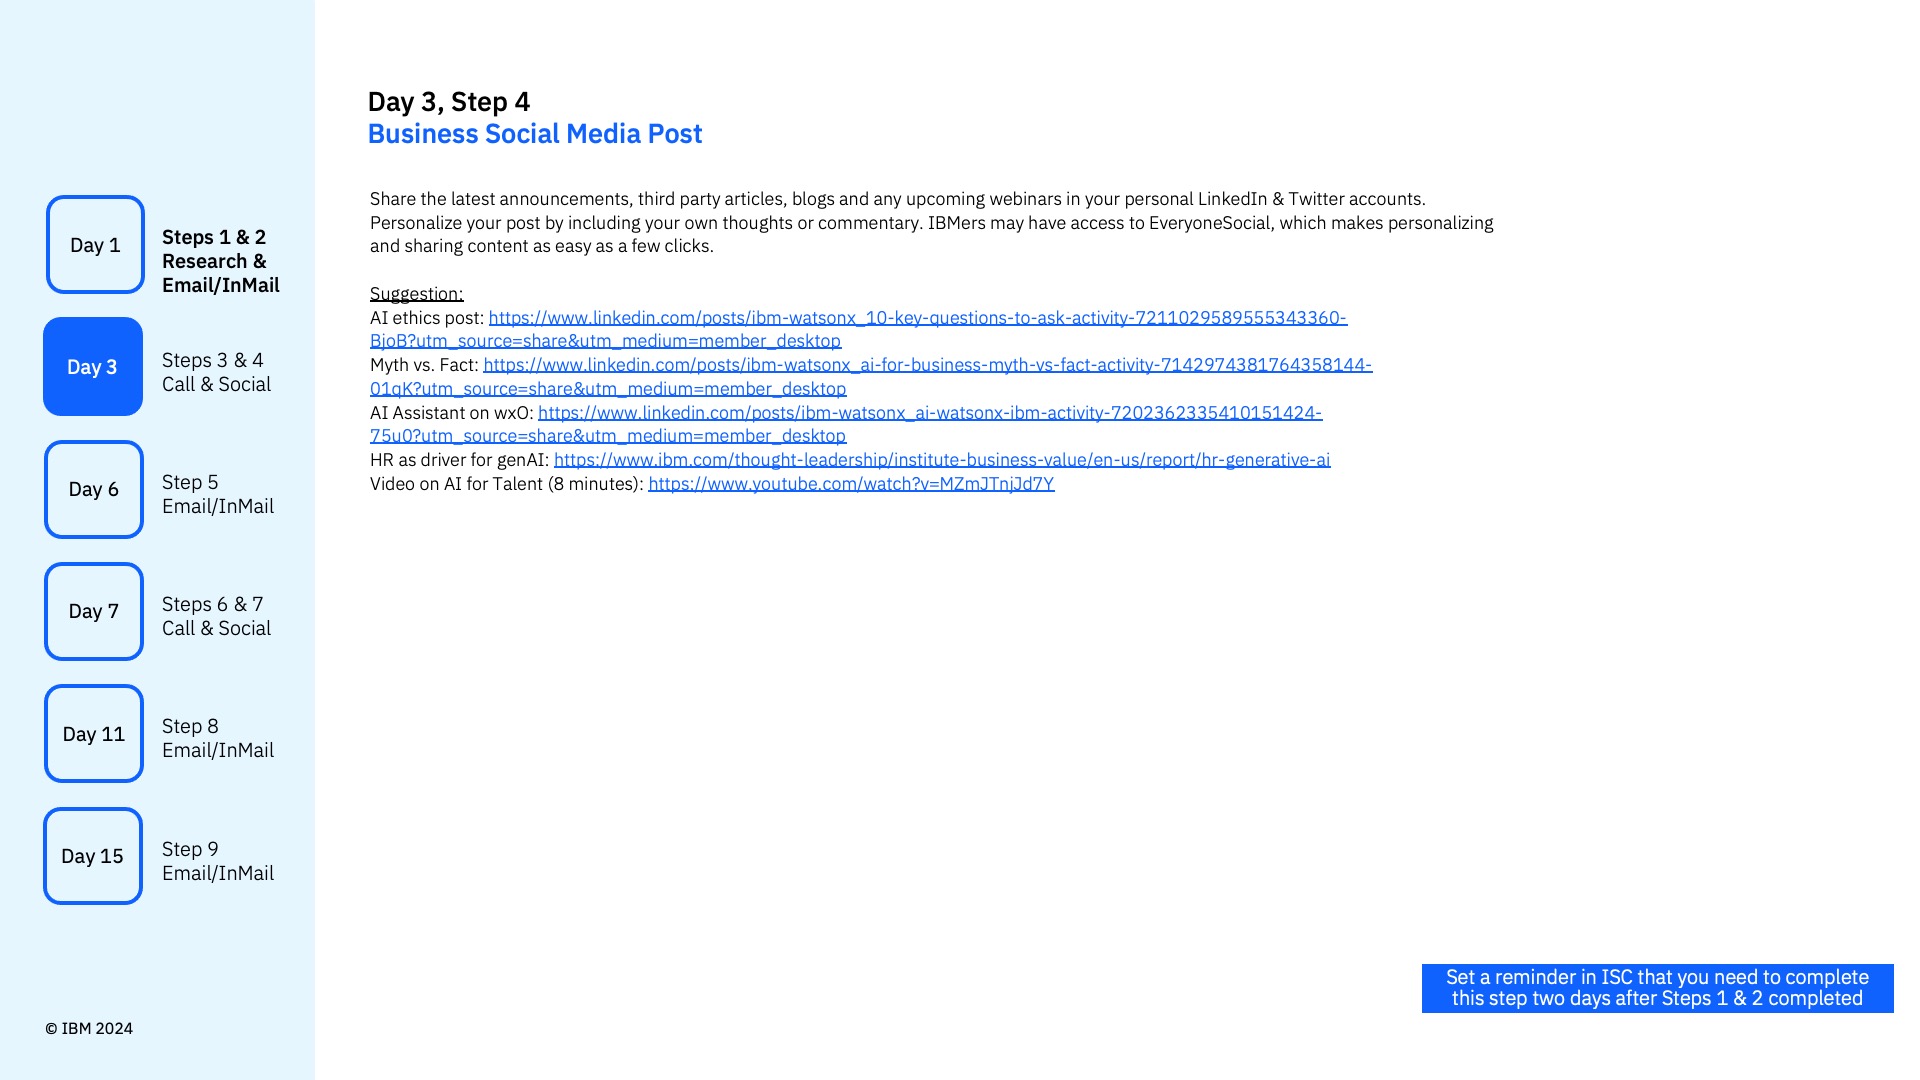 Day 3, Step 4
Business Social Media Post
Share the latest announcements, third party articles, blogs and any upcoming webinars in your personal LinkedIn & Twitter accounts.
Personalize your post by including your own thoughts or commentary. IBMers may have access to EveryoneSocial, which makes personalizing
and sharing content as easy as a few clicks.
Suggestion:
AI ethics post: https://www.linkedin.com/posts/ibm-watsonx_10-key-questions-to-ask-activity-7211029589555343360-
BjoB?utm_source=share&utm_medium=member_desktop
Myth vs. Fact: https://www.linkedin.com/posts/ibm-watsonx_ai-for-business-myth-vs-fact-activity-7142974381764358144-
01qK?utm_source=share&utm_medium=member_desktop
AI Assistant on wxO: https://www.linkedin.com/posts/ibm-watsonx_ai-watsonx-ibm-activity-7202362335410151424-
75u0?utm_source=share&utm_medium=member_desktop
HR as driver for genAI: https://www.ibm.com/thought-leadership/institute-business-value/en-us/report/hr-generative-ai
Video on AI for Talent (8 minutes): https://www.youtube.com/watch?v=MZmJTnjJd7Y
Day 1
Steps 1 & 2
Research &
Email/InMail
Day 3
Steps 3 & 4
Call & Social
Day 6
Step 5
Email/InMail
Day 7
Steps 6 & 7
Call & Social
Day 11
Step 8
Email/InMail
Day 15
Step 9
Email/InMail
Set a reminder in ISC that you need to complete
this step two days after Steps 1 & 2 completed
© IBM 2024